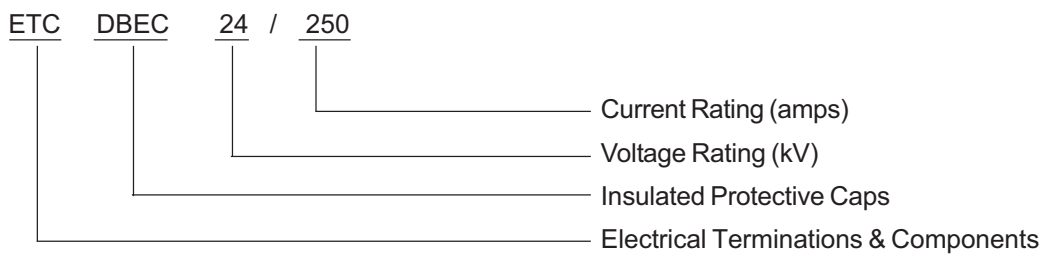 ETC DBEC 24 / 250
Current Rating (amps)
Voltage Rating (kV)
Insulated Protective Caps
Electrical Terminations & Components